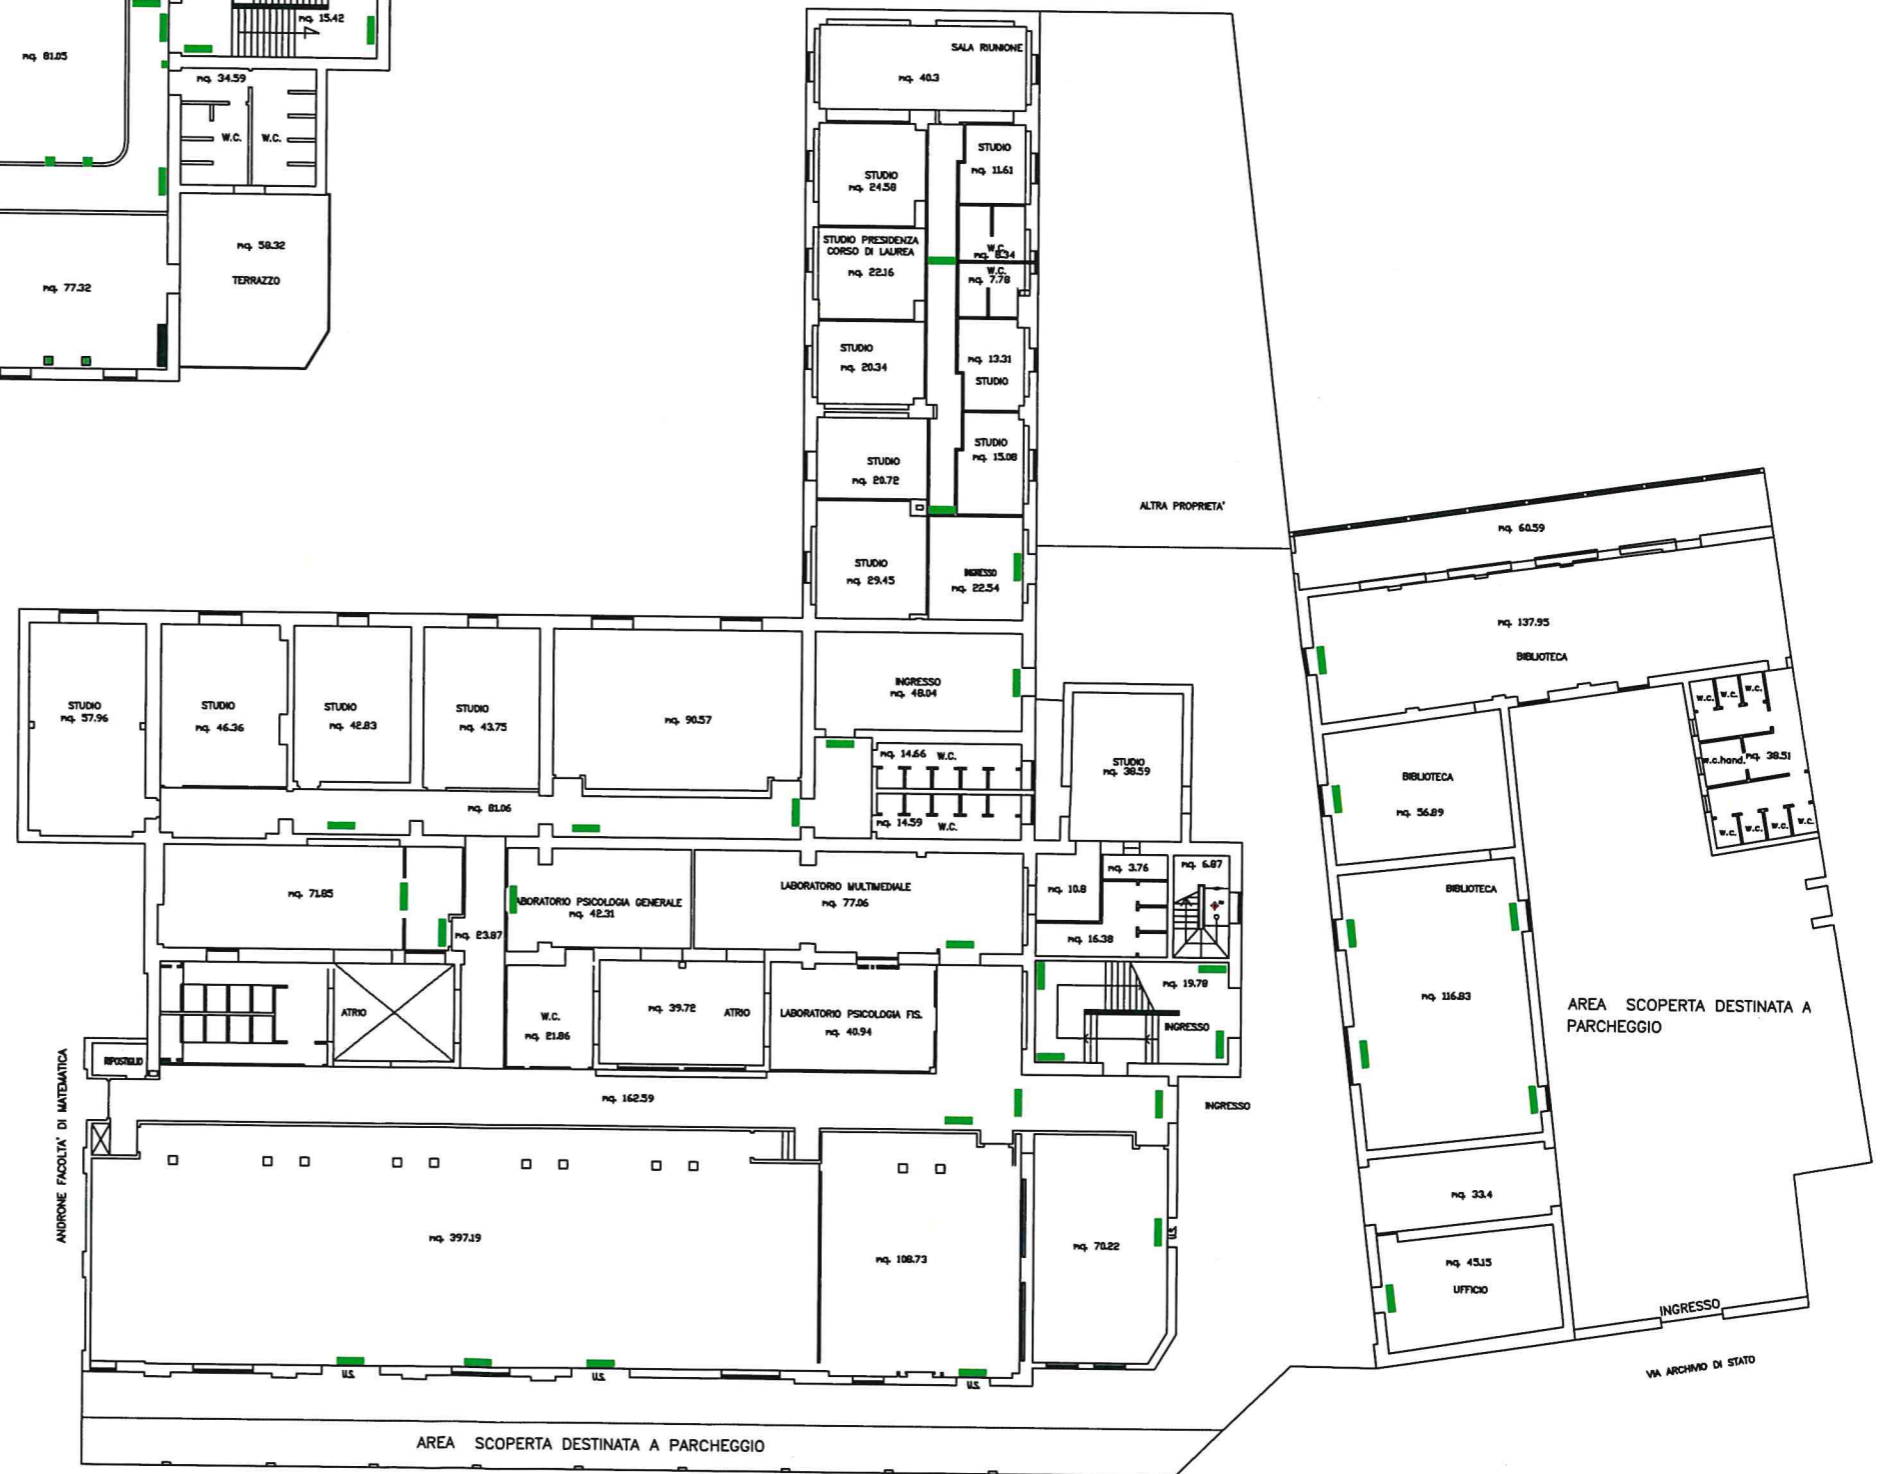 mq. 15.42
mq. 81.05
mq. 34.59
W.C.
W.C.
mq. 58.32
TERRAZZO
mq. 77.32
SALA RIUNIONE
mq. 40.3
STUDIO
mq. 24.58
STUDIO
mq. 11.61
STUDIO PRESIDENZA
CORSO DI LAUREA
mq. 22.16
W.C.
mq. 8.34
W.C.
mq. 7.78
STUDIO
mq. 20.34
mq. 13.31
STUDIO
STUDIO
mq. 20.72
STUDIO
mq. 15.08
STUDIO
mq. 29.45
INGRESSO
mq. 22.54
ALTRA PROPRIETA'
STUDIO
mq. 57.96
STUDIO
mq. 46.36
STUDIO
mq. 42.83
STUDIO
mq. 43.75
mq. 90.57
INGRESSO
mq. 48.04
mq. 14.66 W.C.
mq. 14.59
W.C.
STUDIO
mq. 38.59
mq. 81.06
mq. 71.85
mq. 23.87
LABORATORIO PSICOLOGIA GENERALE
mq. 42.31
LABORATORIO MULTIMEDIALE
mq. 77.06
mq. 10.8
mq. 3.76
mq. 6.87
mq. 16.38
mq. 19.78
INGRESSO
ATRIO
W.C.
mq. 21.86
mq. 39.72
ATRIO
LABORATORIO PSICOLOGIA FIS.
mq. 40.94
RIPOSTIGLIO
ANDRONE FACOLTA' DI MATEMATICA
mq. 162.59
INGRESSO
mq. 397.19
mq. 108.73
mq. 70.22
U.S.
U.S.
U.S.
U.S.
AREA SCOPERTA DESTINATA A PARCHEGGIO
mq. 60.59
mq. 137.95
BIBLIOTECA
W.C.
W.C.
W.C.
w.c.hand.
mq. 38.51
W.C.
W.C.
W.C.
W.C.
BIBLIOTECA
mq. 56.89
BIBLIOTECA
mq. 116.83
AREA SCOPERTA DESTINATA A
PARCHEGGIO
mq. 33.4
mq. 45.15
UFFICIO
INGRESSO
VIA ARCHIVIO DI STATO